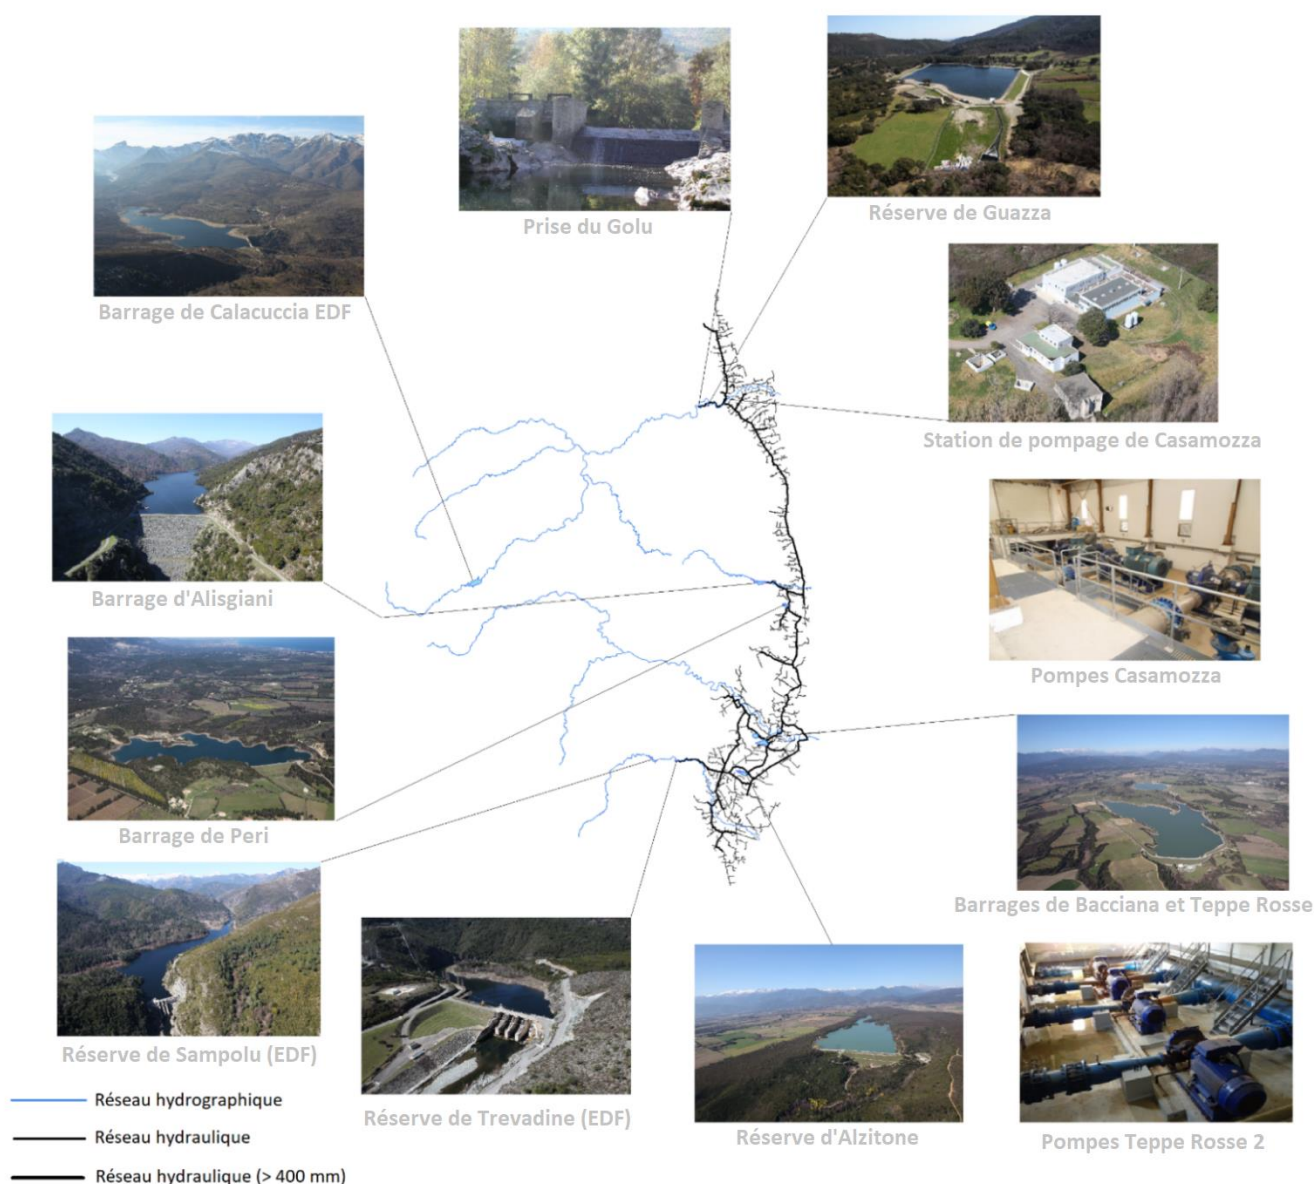 Prise du Golu
Réserve de Guazza
Barrage de Calacuccia EDF
Station de pompage de Casamozza
Barrage d'Alisgiani
Pompes Casamozza
Barrage de Peri
Barrages de Bacciana et Teppe Rosse
Réserve de Sampolu (EDF)
Réserve de Trevadine (EDF)
Réserve d'Alzitone
Pompes Teppe Rosse 2
Réseau hydrographique
Réseau hydraulique
Réseau hydraulique (> 400 mm)